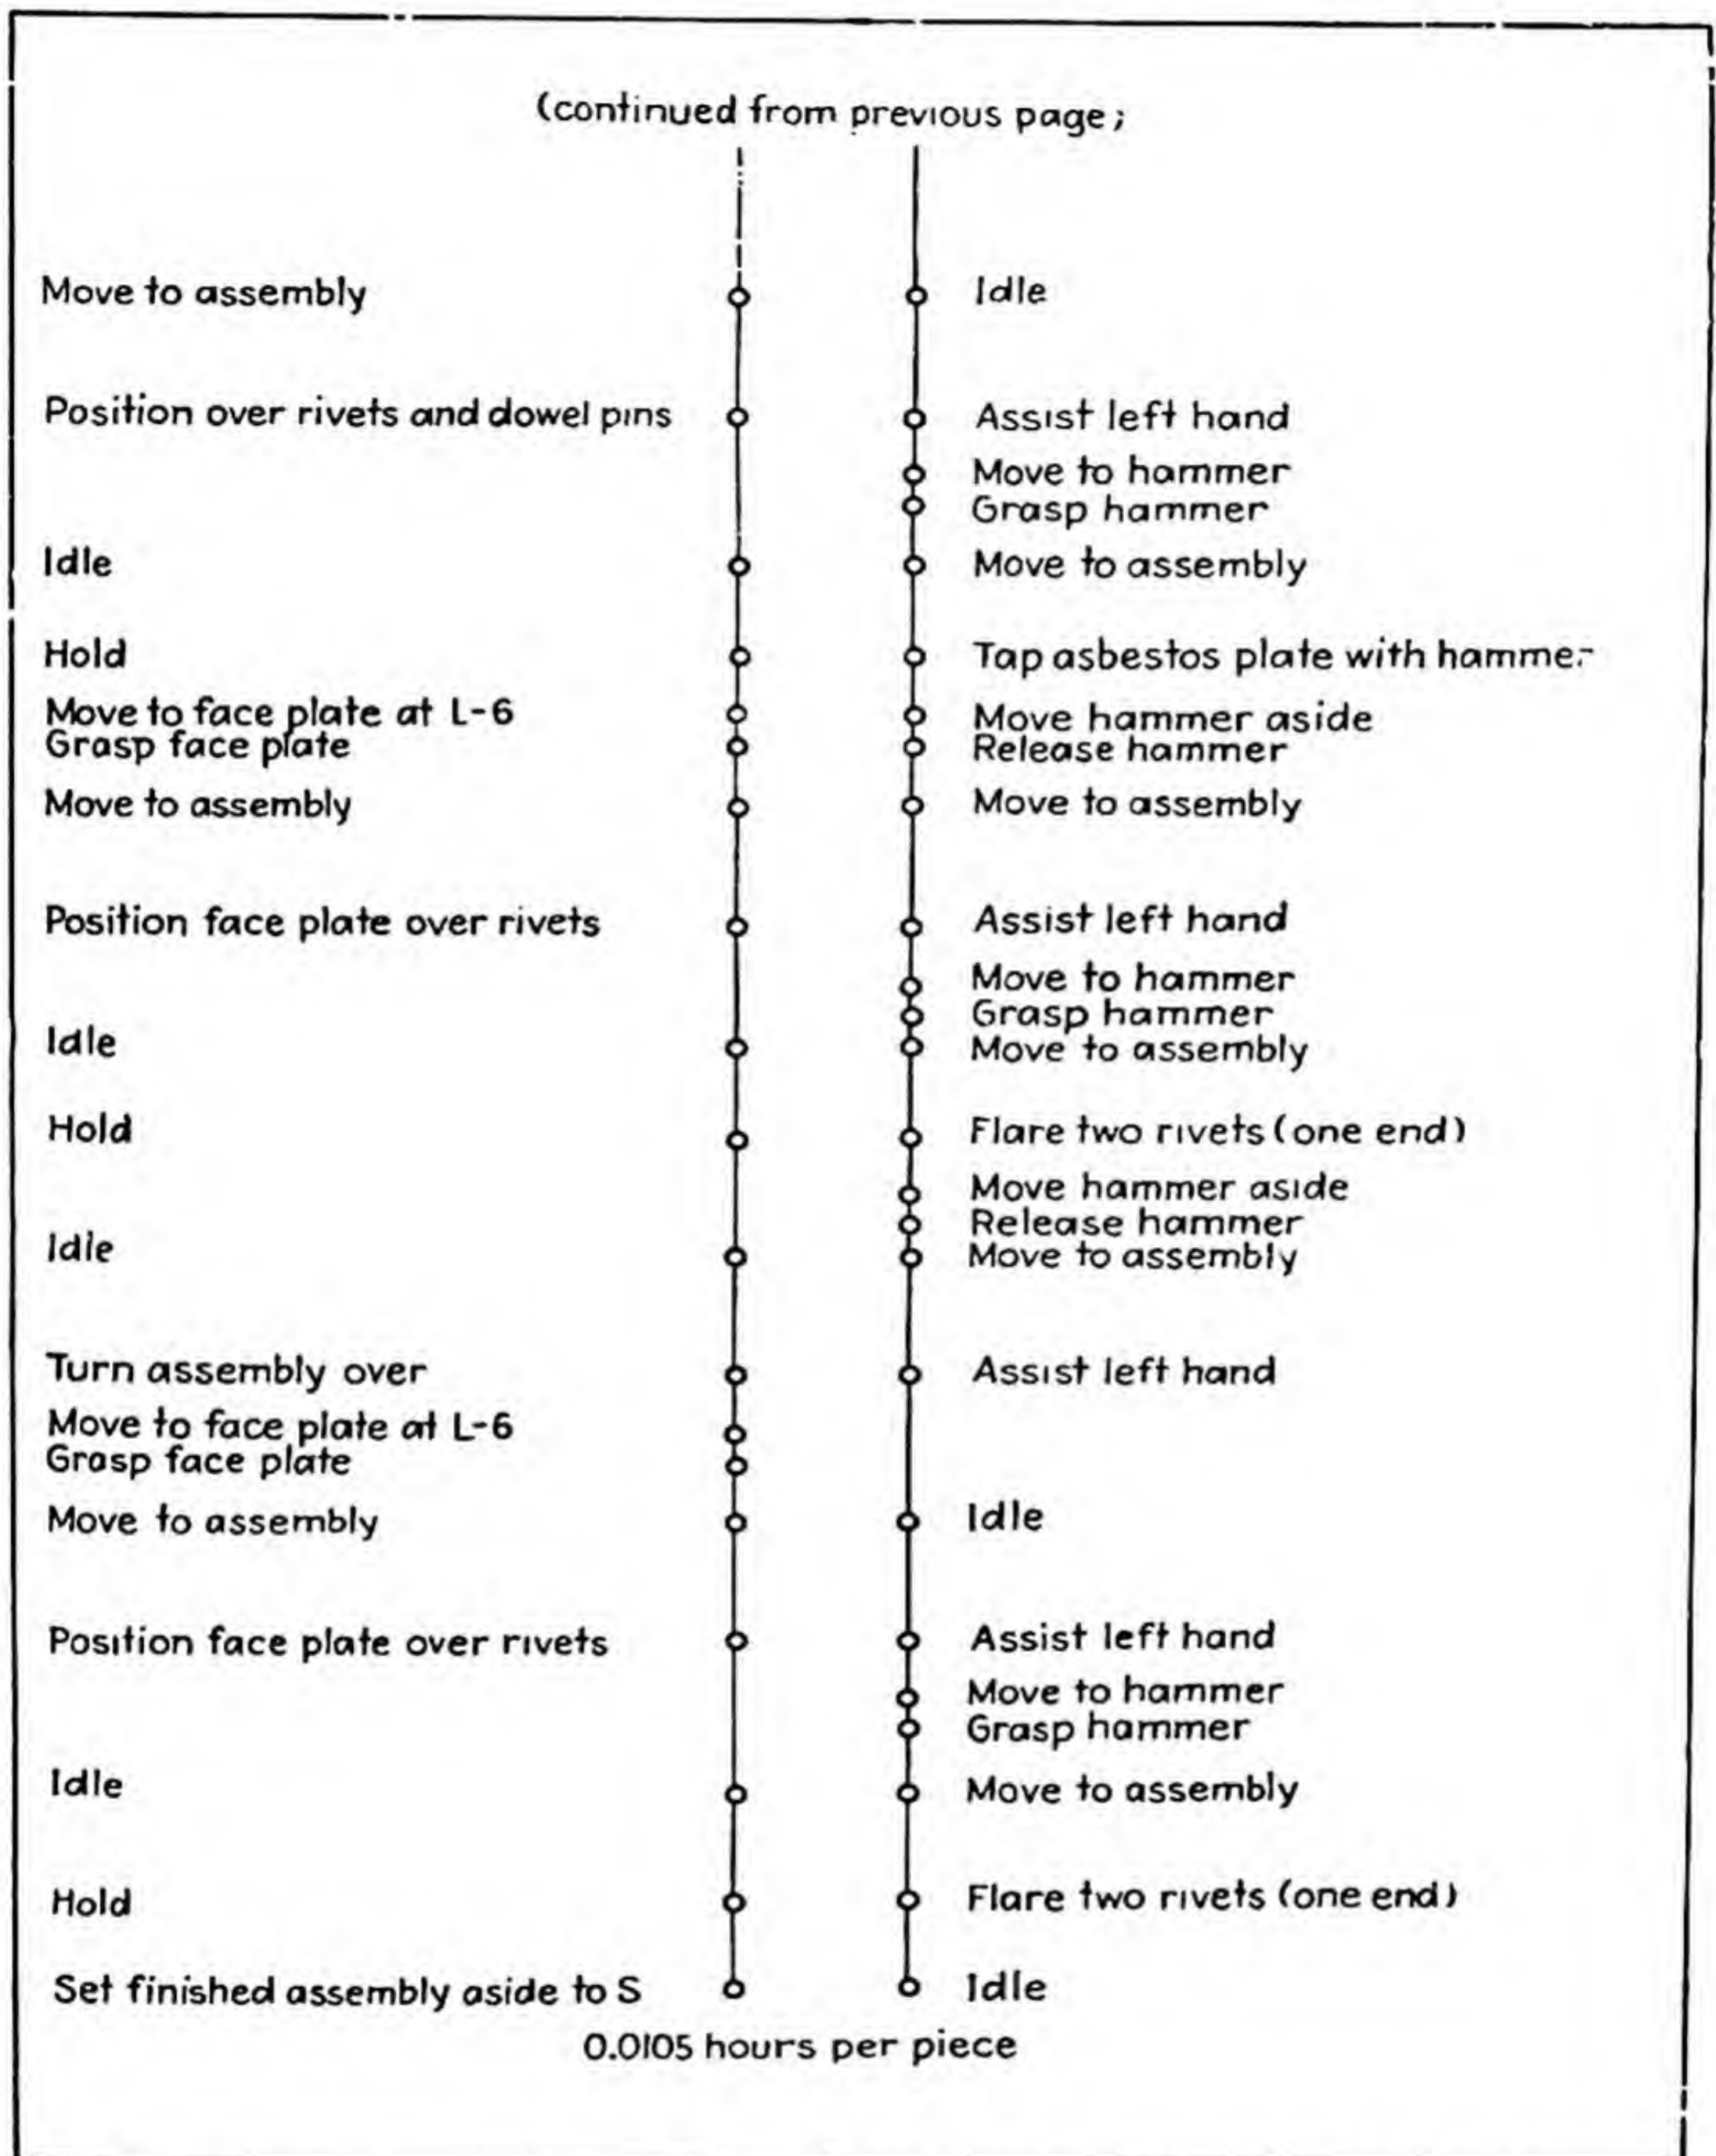 (continued from previous page;
Move to assembly
Idle
Position over rivets and dowel pins
Assist left hand
Move to hammer
Grasp hammer
Idle
Move to assembly
Hold
Tap asbestos plate with hammer
Move to face plate at L-6
Move hammer aside
Grasp face plate
Release hammer
Move to assembly
Move to assembly
Position face plate over rivets
Assist left hand
Move to hammer
Grasp hammer
Idle
Move to assembly
Hold
Flare two rivets (one end)
Move hammer aside
Release hammer
Idle
Move to assembly
Turn assembly over
Assist left hand
Move to face plate at L-6
Grasp face plate
Move to assembly
Idle
Position face plate over rivets
Assist left hand
Move to hammer
Grasp hammer
Idle
Move to assembly
Hold
Flare two rivets (one end)
Set finished assembly aside to S
Idle
0.0105 hours per piece